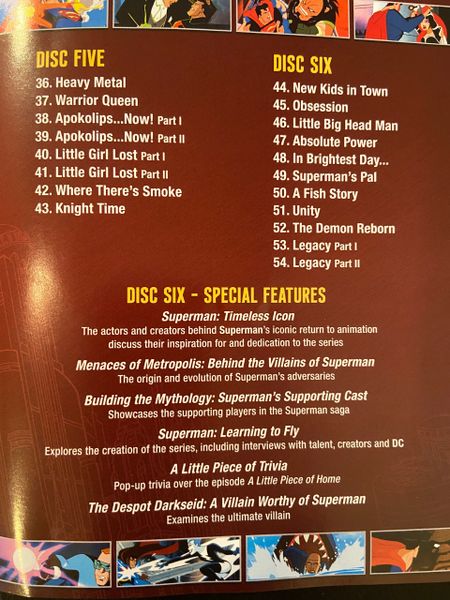 DISC FIVE
36. Heavy Metal
37. Warrior Queen
38. Apokolips...Now! Part I
39. Apokolips...Now! Part II
40. Little Girl Lost Part I
41. Little Girl Lost Part II
42. Where There's Smoke
43. Knight Time
DISC SIX
44. New Kids in Town
45. Obsession
46. Little Big Head Man
47. Absolute Power
48. In Brightest Day...
49. Superman's Pal
50. A Fish Story
51. Unity
52. The Demon Reborn
53. Legacy Part I
54. Legacy Part II
DISC SIX - SPECIAL FEATURES
Superman: Timeless Icon
The actors and creators behind Superman's iconic return to animation
discuss their inspiration for and dedication to the series
Menaces of Metropolis: Behind the Villains of Superman
The origin and evolution of Superman's adversaries
Building the Mythology: Superman's Supporting Cast
Showcases the supporting players in the Superman saga
Superman: Learning to Fly
Explores the creation of the series, including interviews with talent, creators and DC
A Little Piece of Trivia
Pop-up trivia over the episode A Little Piece of Home
The Despot Darkseid: A Villain Worthy of Superman
Examines the ultimate villain